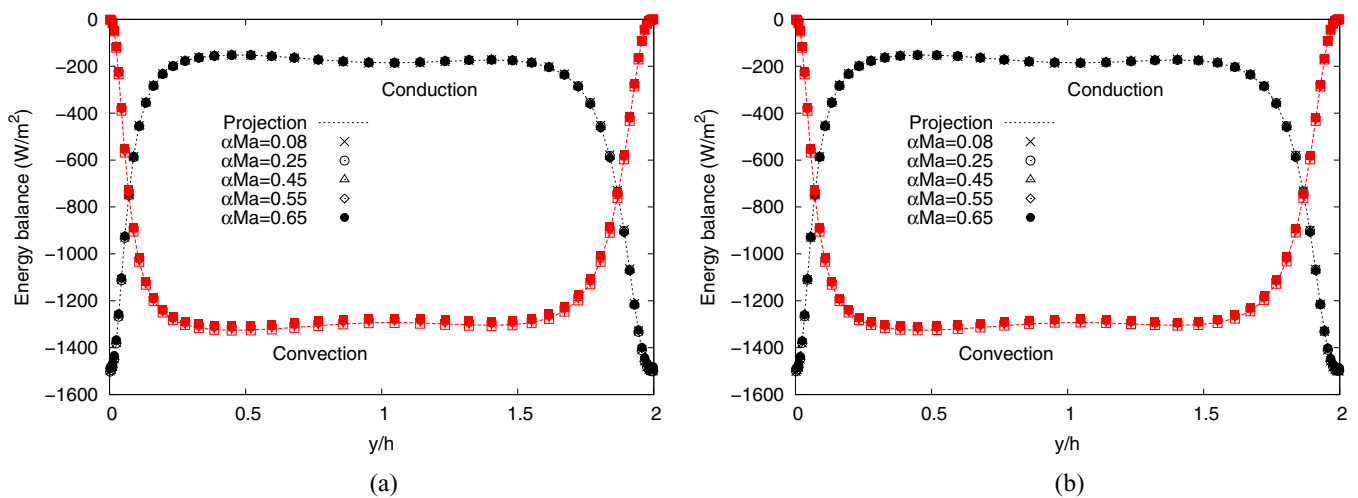 0
−200
−400
−600
−800
−1000
−1200
−1400
−1600
Energy balance (W/m²)
Conduction
Projection
αMa=0.08
αMa=0.25
αMa=0.45
αMa=0.55
αMa=0.65
Convection
0 0.5 1 1.5 2
y/h
(a)
0
−200
−400
−600
−800
−1000
−1200
−1400
−1600
Energy balance (W/m²)
Conduction
Projection
αMa=0.08
αMa=0.25
αMa=0.45
αMa=0.55
αMa=0.65
Convection
0 0.5 1 1.5 2
y/h
(b)